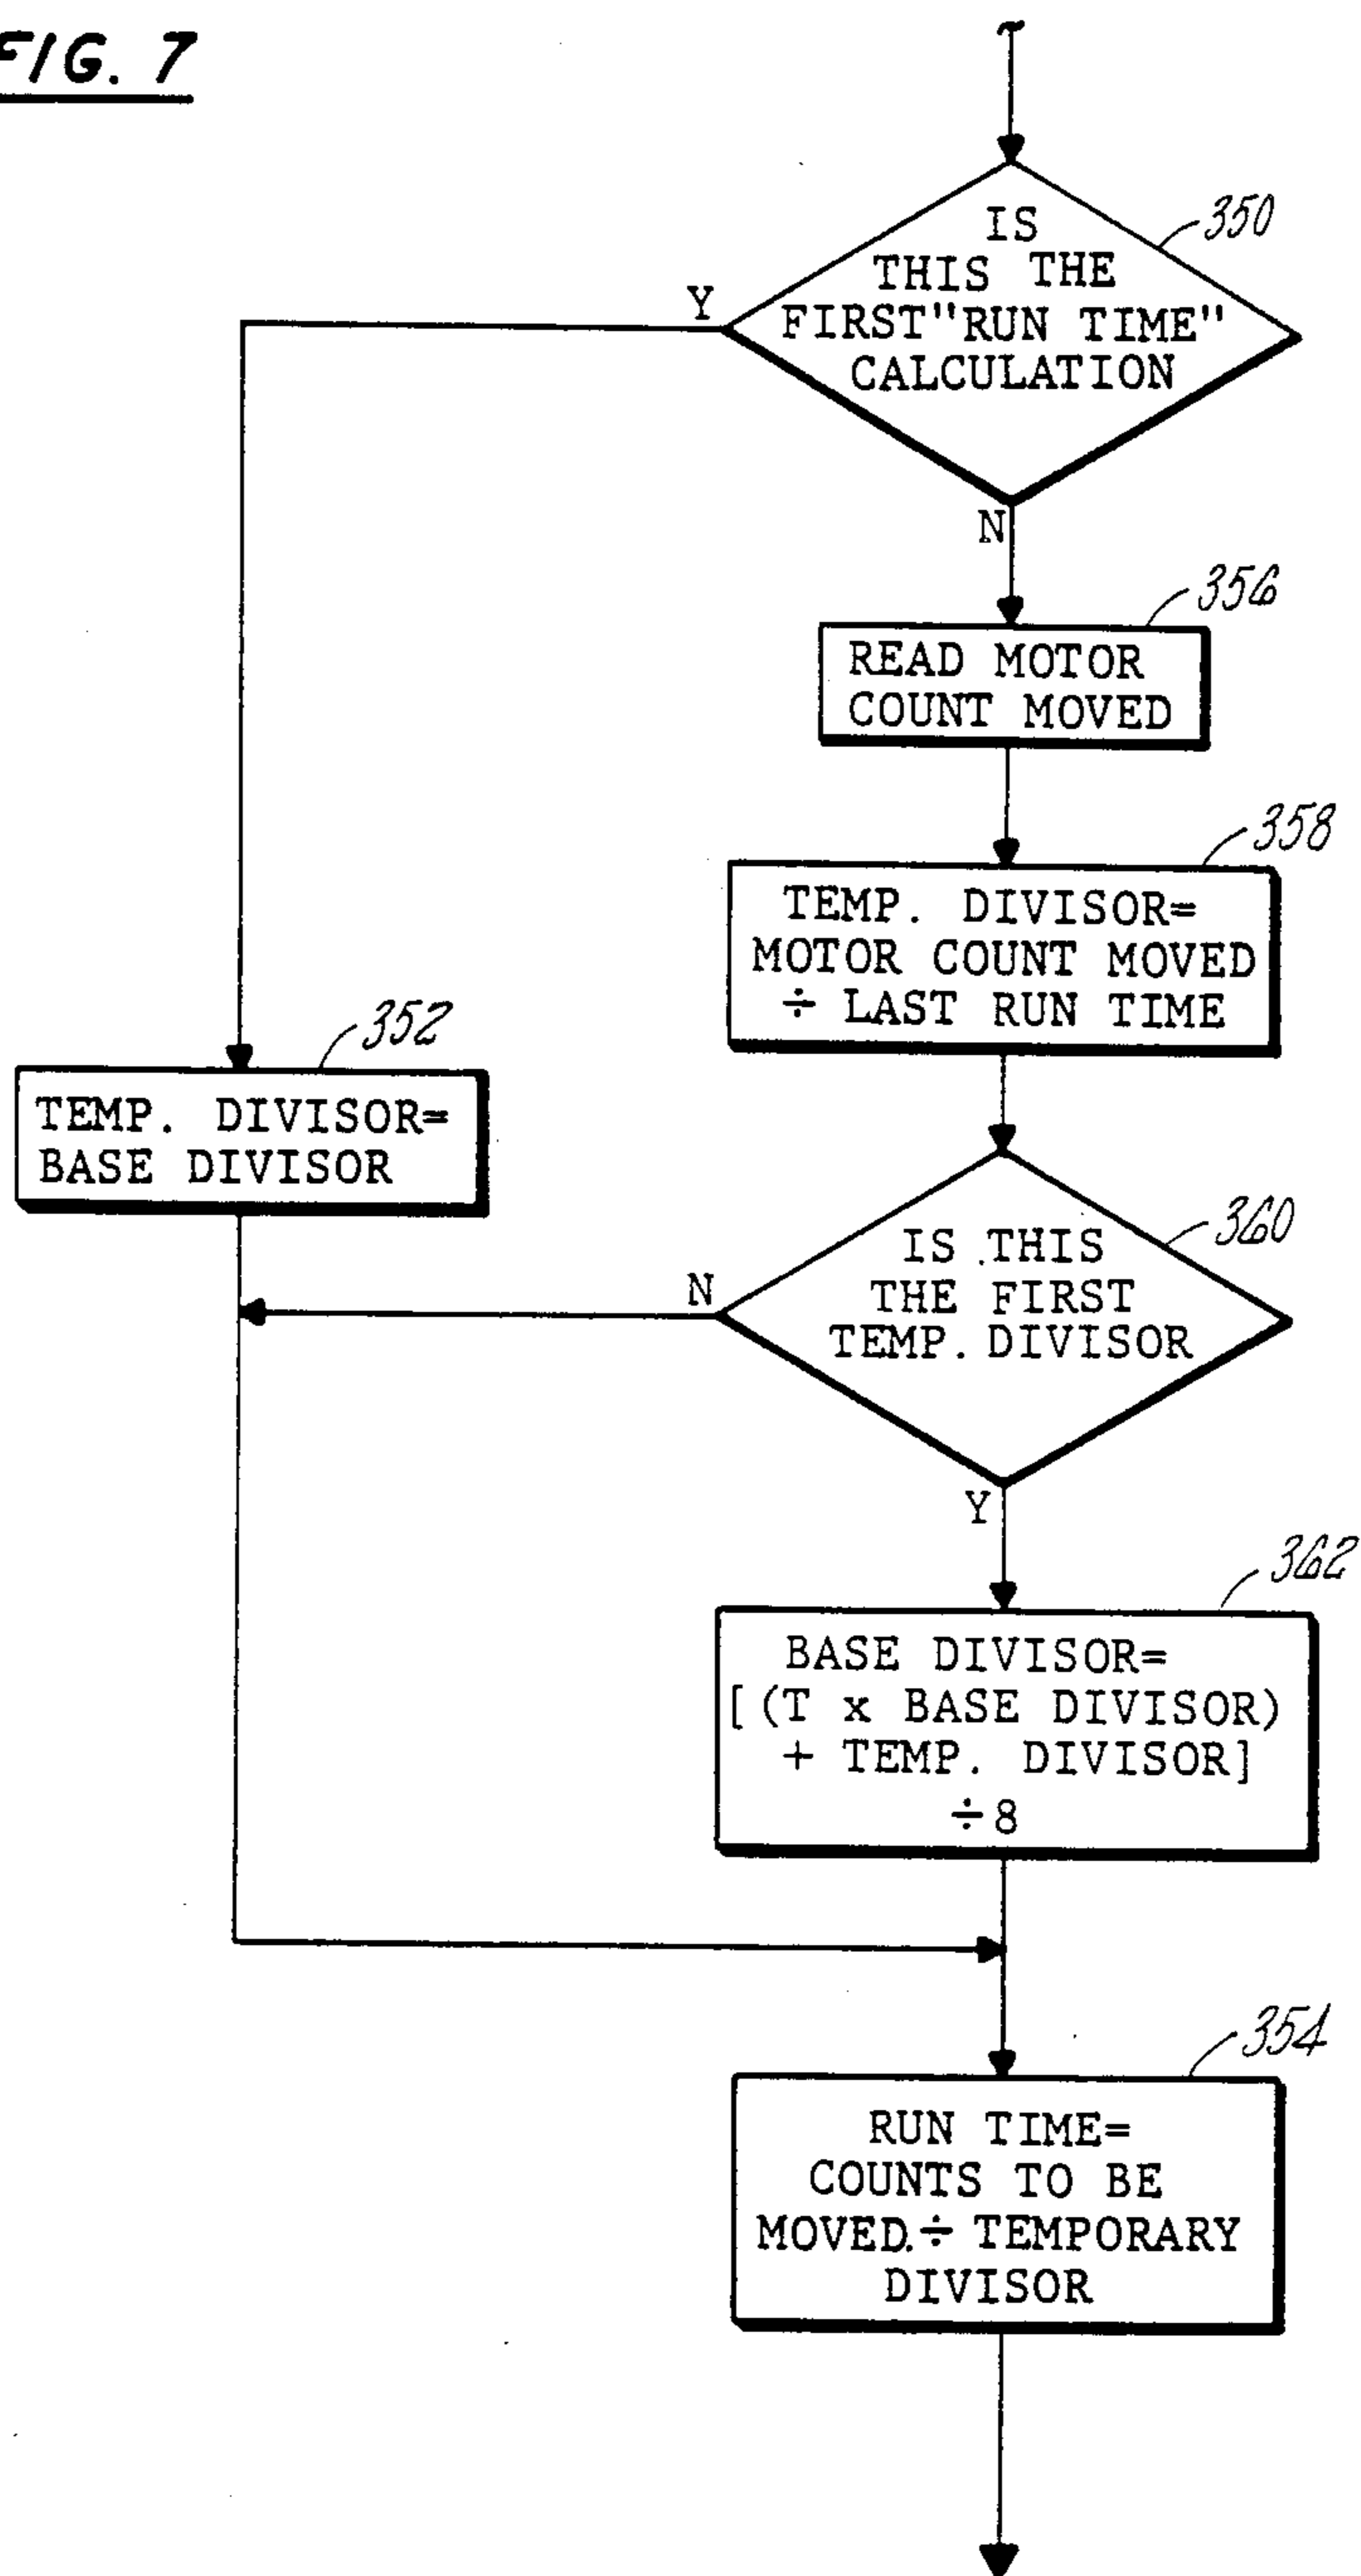 FIG. 7
IS
THIS THE
FIRST"RUN TIME"
CALCULATION
350
Y
N
READ MOTOR
COUNT MOVED
356
TEMP. DIVISOR=
MOTOR COUNT MOVED
÷ LAST RUN TIME
358
TEMP. DIVISOR=
BASE DIVISOR
352
IS THIS
THE FIRST
TEMP. DIVISOR
360
N
Y
BASE DIVISOR=
[(T x BASE DIVISOR)
+ TEMP. DIVISOR]
÷8
362
RUN TIME=
COUNTS TO BE
MOVED.÷ TEMPORARY
DIVISOR
354